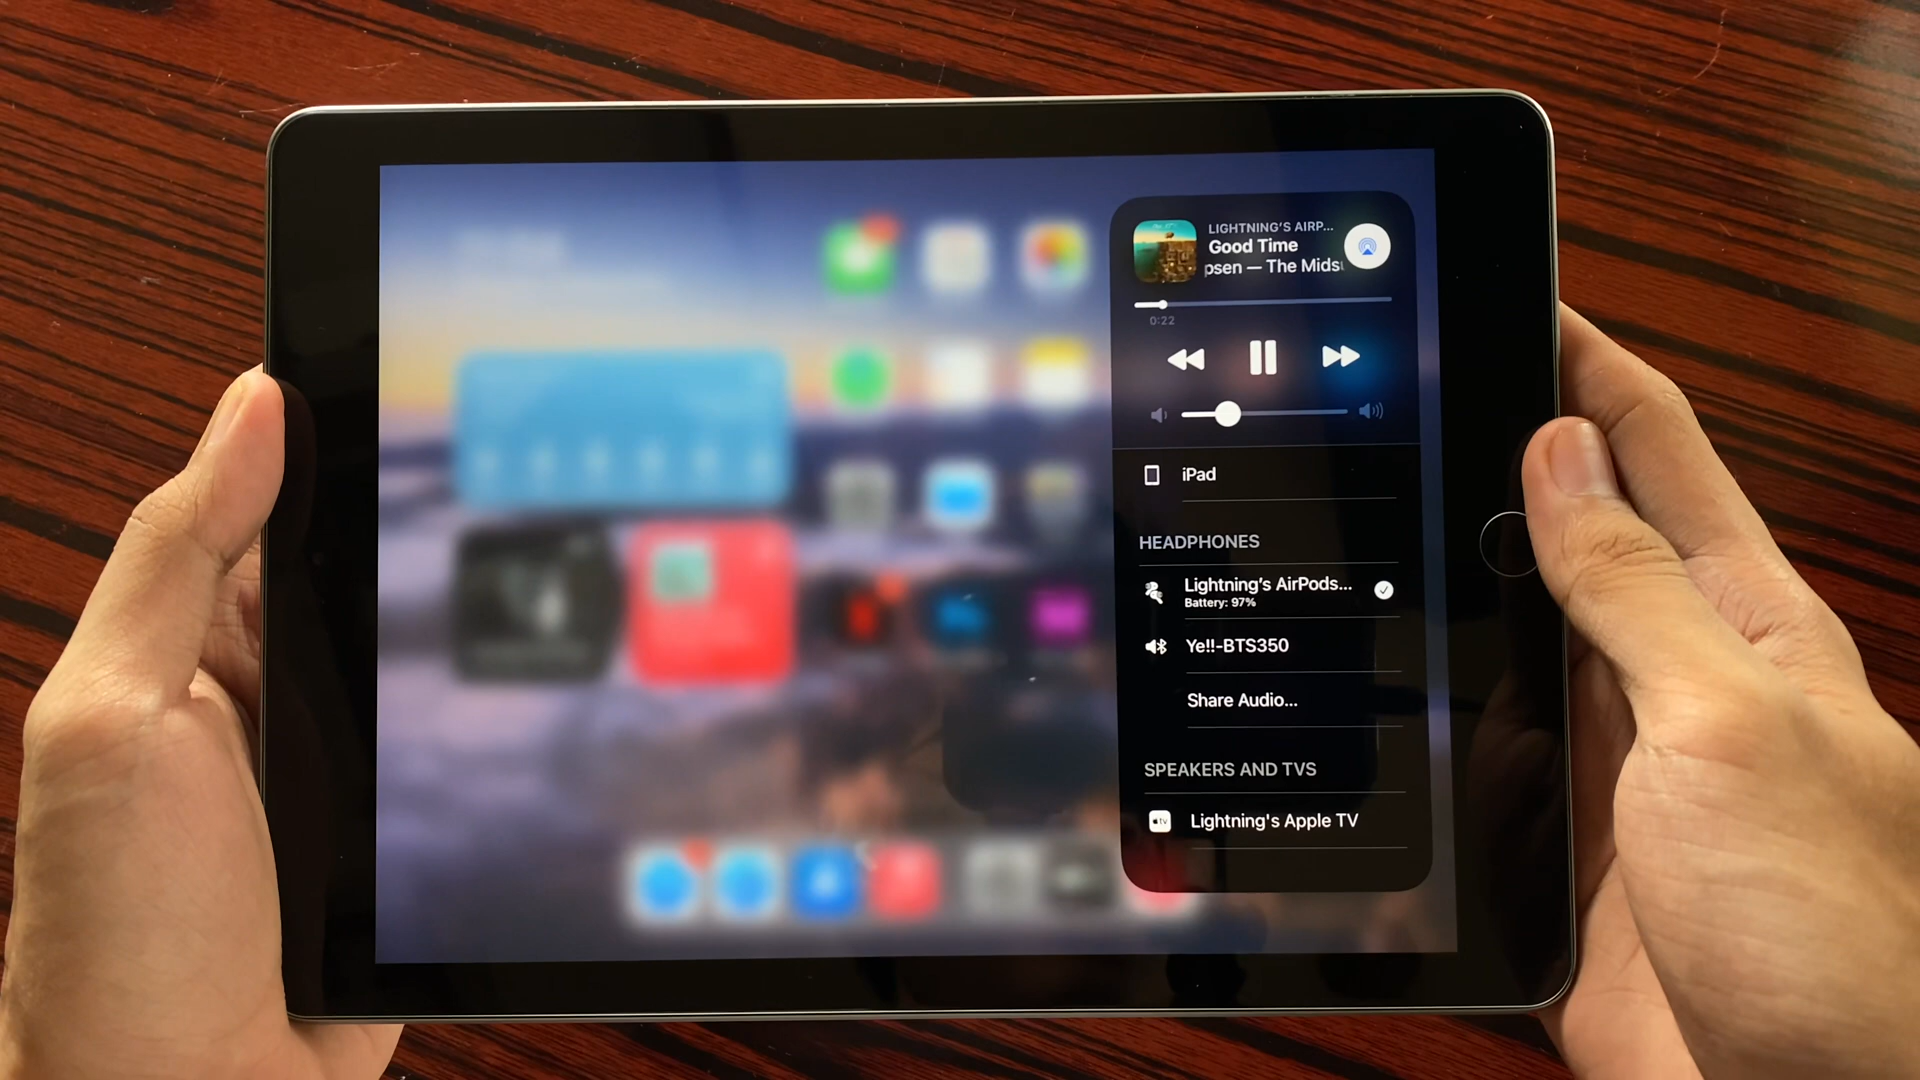 LIGHTNING'S AIRP...
Good Time
psen — The Mids
0:22
iPad
HEADPHONES
Lightning's AirPods...
Battery: 97%
Ye!!-BTS350
Share Audio...
SPEAKERS AND TVS
tv
Lightning's Apple TV